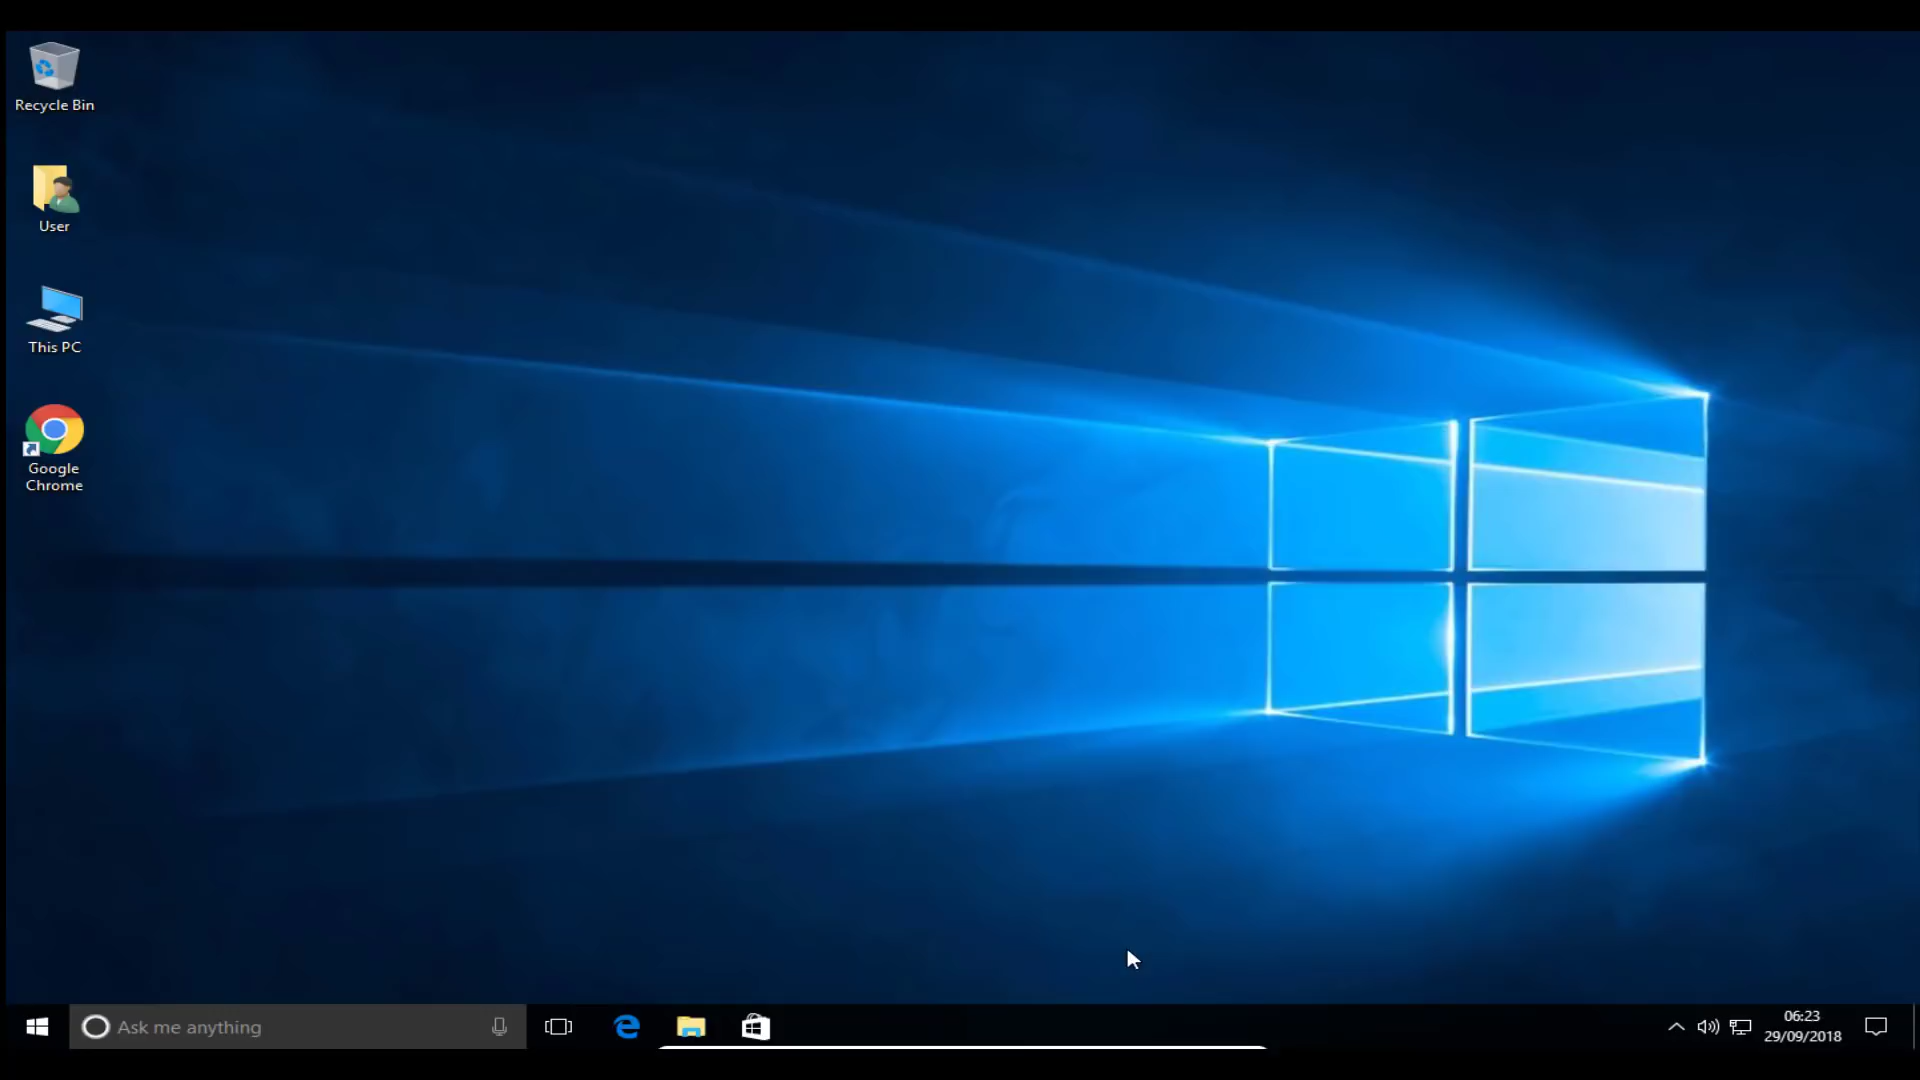 Recycle Bin
User
This PC
Google
Chrome
Ask me anything
06:23
29/09/2018